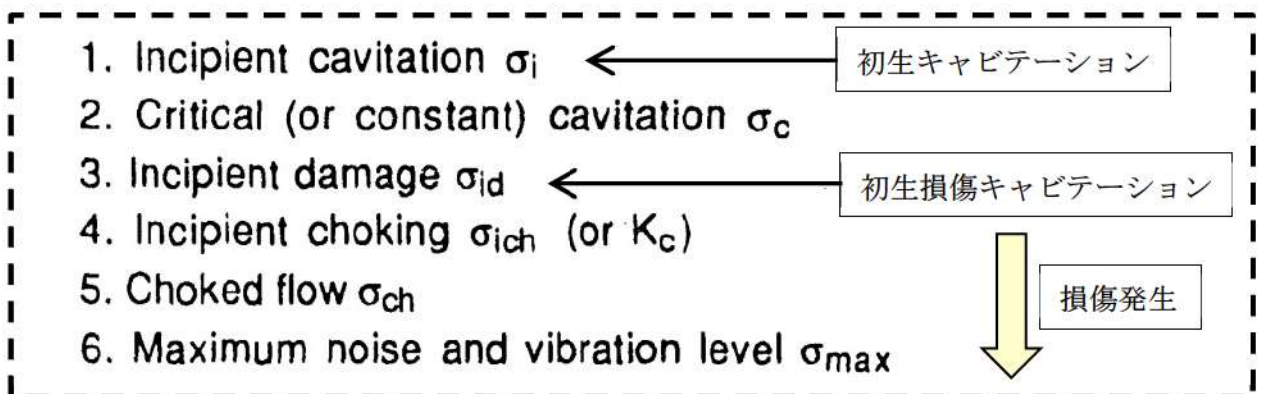 1. Incipient cavitation σi
初生キャビテーション
2. Critical (or constant) cavitation σc
3. Incipient damage σid
初生損傷キャビテーション
4. Incipient choking σich (or Kc)
5. Choked flow σch
損傷発生
6. Maximum noise and vibration level σmax